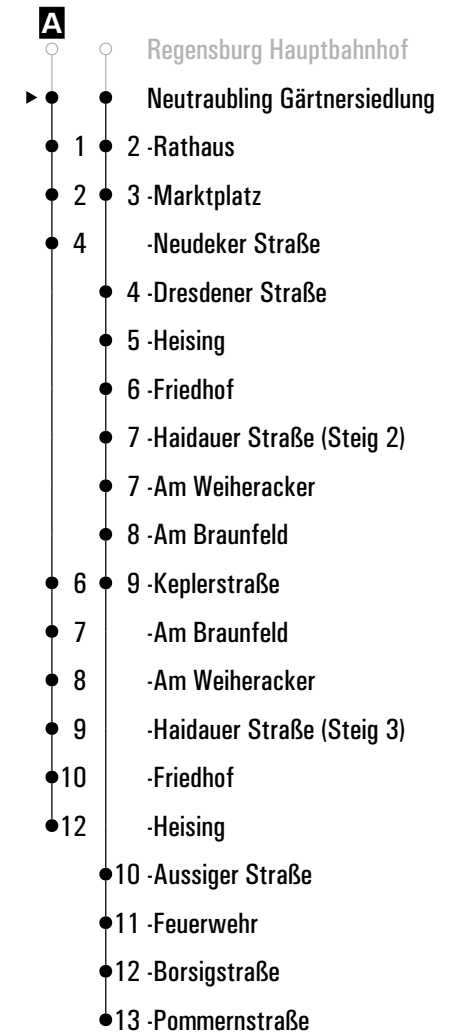 A
Regensburg Hauptbahnhof
Neutraubling Gärtnersiedlung
1 2 -Rathaus
2 3 -Marktplatz
4 -Neudeker Straße
4 -Dresdener Straße
5 -Heising
6 -Friedhof
7 -Haidauer Straße (Steig 2)
7 -Am Weiheracker
8 -Am Braunfeld
6 9 -Keplerstraße
7 -Am Braunfeld
8 -Am Weiheracker
9 -Haidauer Straße (Steig 3)
10 -Friedhof
12 -Heising
10 -Aussiger Straße
11 -Feuerwehr
12 -Borsigstraße
13 -Pommernstraße